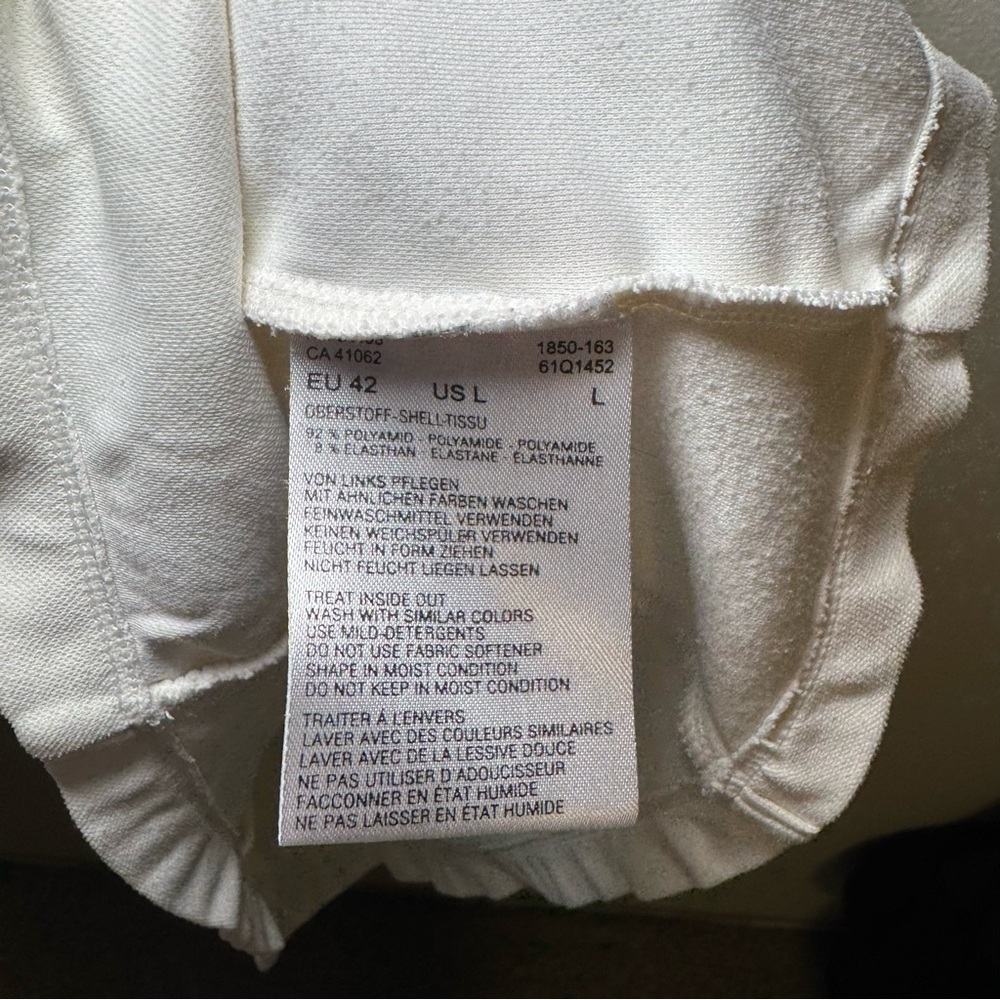 CA 41062 1850-163
61Q1452
EU 42 US L L
OBERSTOFF-SHELL-TISSU
92 % POLYAMID - POLYAMIDE - POLYAMIDE
8 % ELASTHAN - ELASTANE - ÉLASTHANNE
VON LINKS PFLEGEN
MIT ÄHNLICHEN FARBEN WASCHEN
FEINWASCHMITTEL VERWENDEN
KEINEN WEICHSPÜLER VERWENDEN
FEUCHT IN FORM ZIEHEN
NICHT FEUCHT LIEGEN LASSEN
TREAT INSIDE OUT
WASH WITH SIMILAR COLORS
USE MILD-DETERGENTS
DO NOT USE FABRIC SOFTENER
SHAPE IN MOIST CONDITION
DO NOT KEEP IN MOIST CONDITION
TRAITER Á L'ENVERS
LAVER AVEC DES COULEURS SIMILAIRES
LAVER AVEC DE LA LESSIVE DOUCE
NE PAS UTILISER D'ADOUCISSEUR
FACCONNER EN ÉTAT HUMIDE
NE PAS LAISSER EN ÉTAT HUMIDE